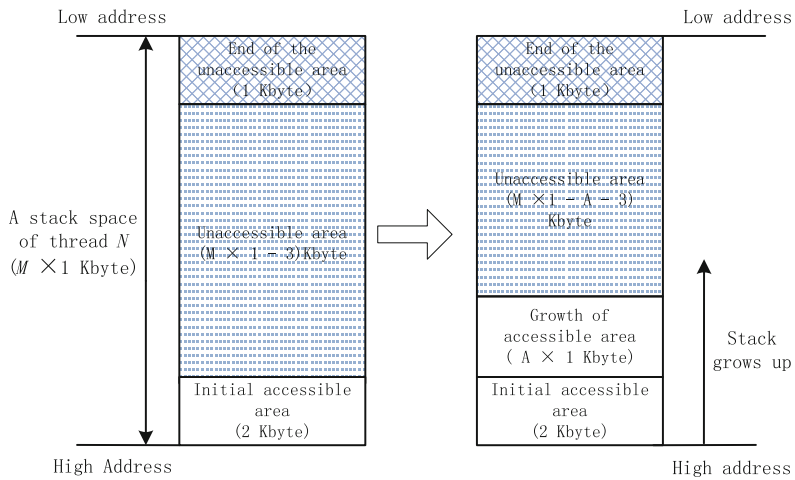 Low address
End of the
unaccessible area
(1 Kbyte)
A stack space
of thread N
(M ×1 Kbyte)
Unaccessible area
(M × 1 - 3)Kbyte
Initial accessible
area
(2 Kbyte)
High Address
Low address
End of the
unaccessible area
(1 Kbyte)
Unaccessible area
(M ×1 - A - 3)
Kbyte
Growth of
accessible area
( A × 1 Kbyte)
Initial accessible
area
(2 Kbyte)
Stack
grows up
High address